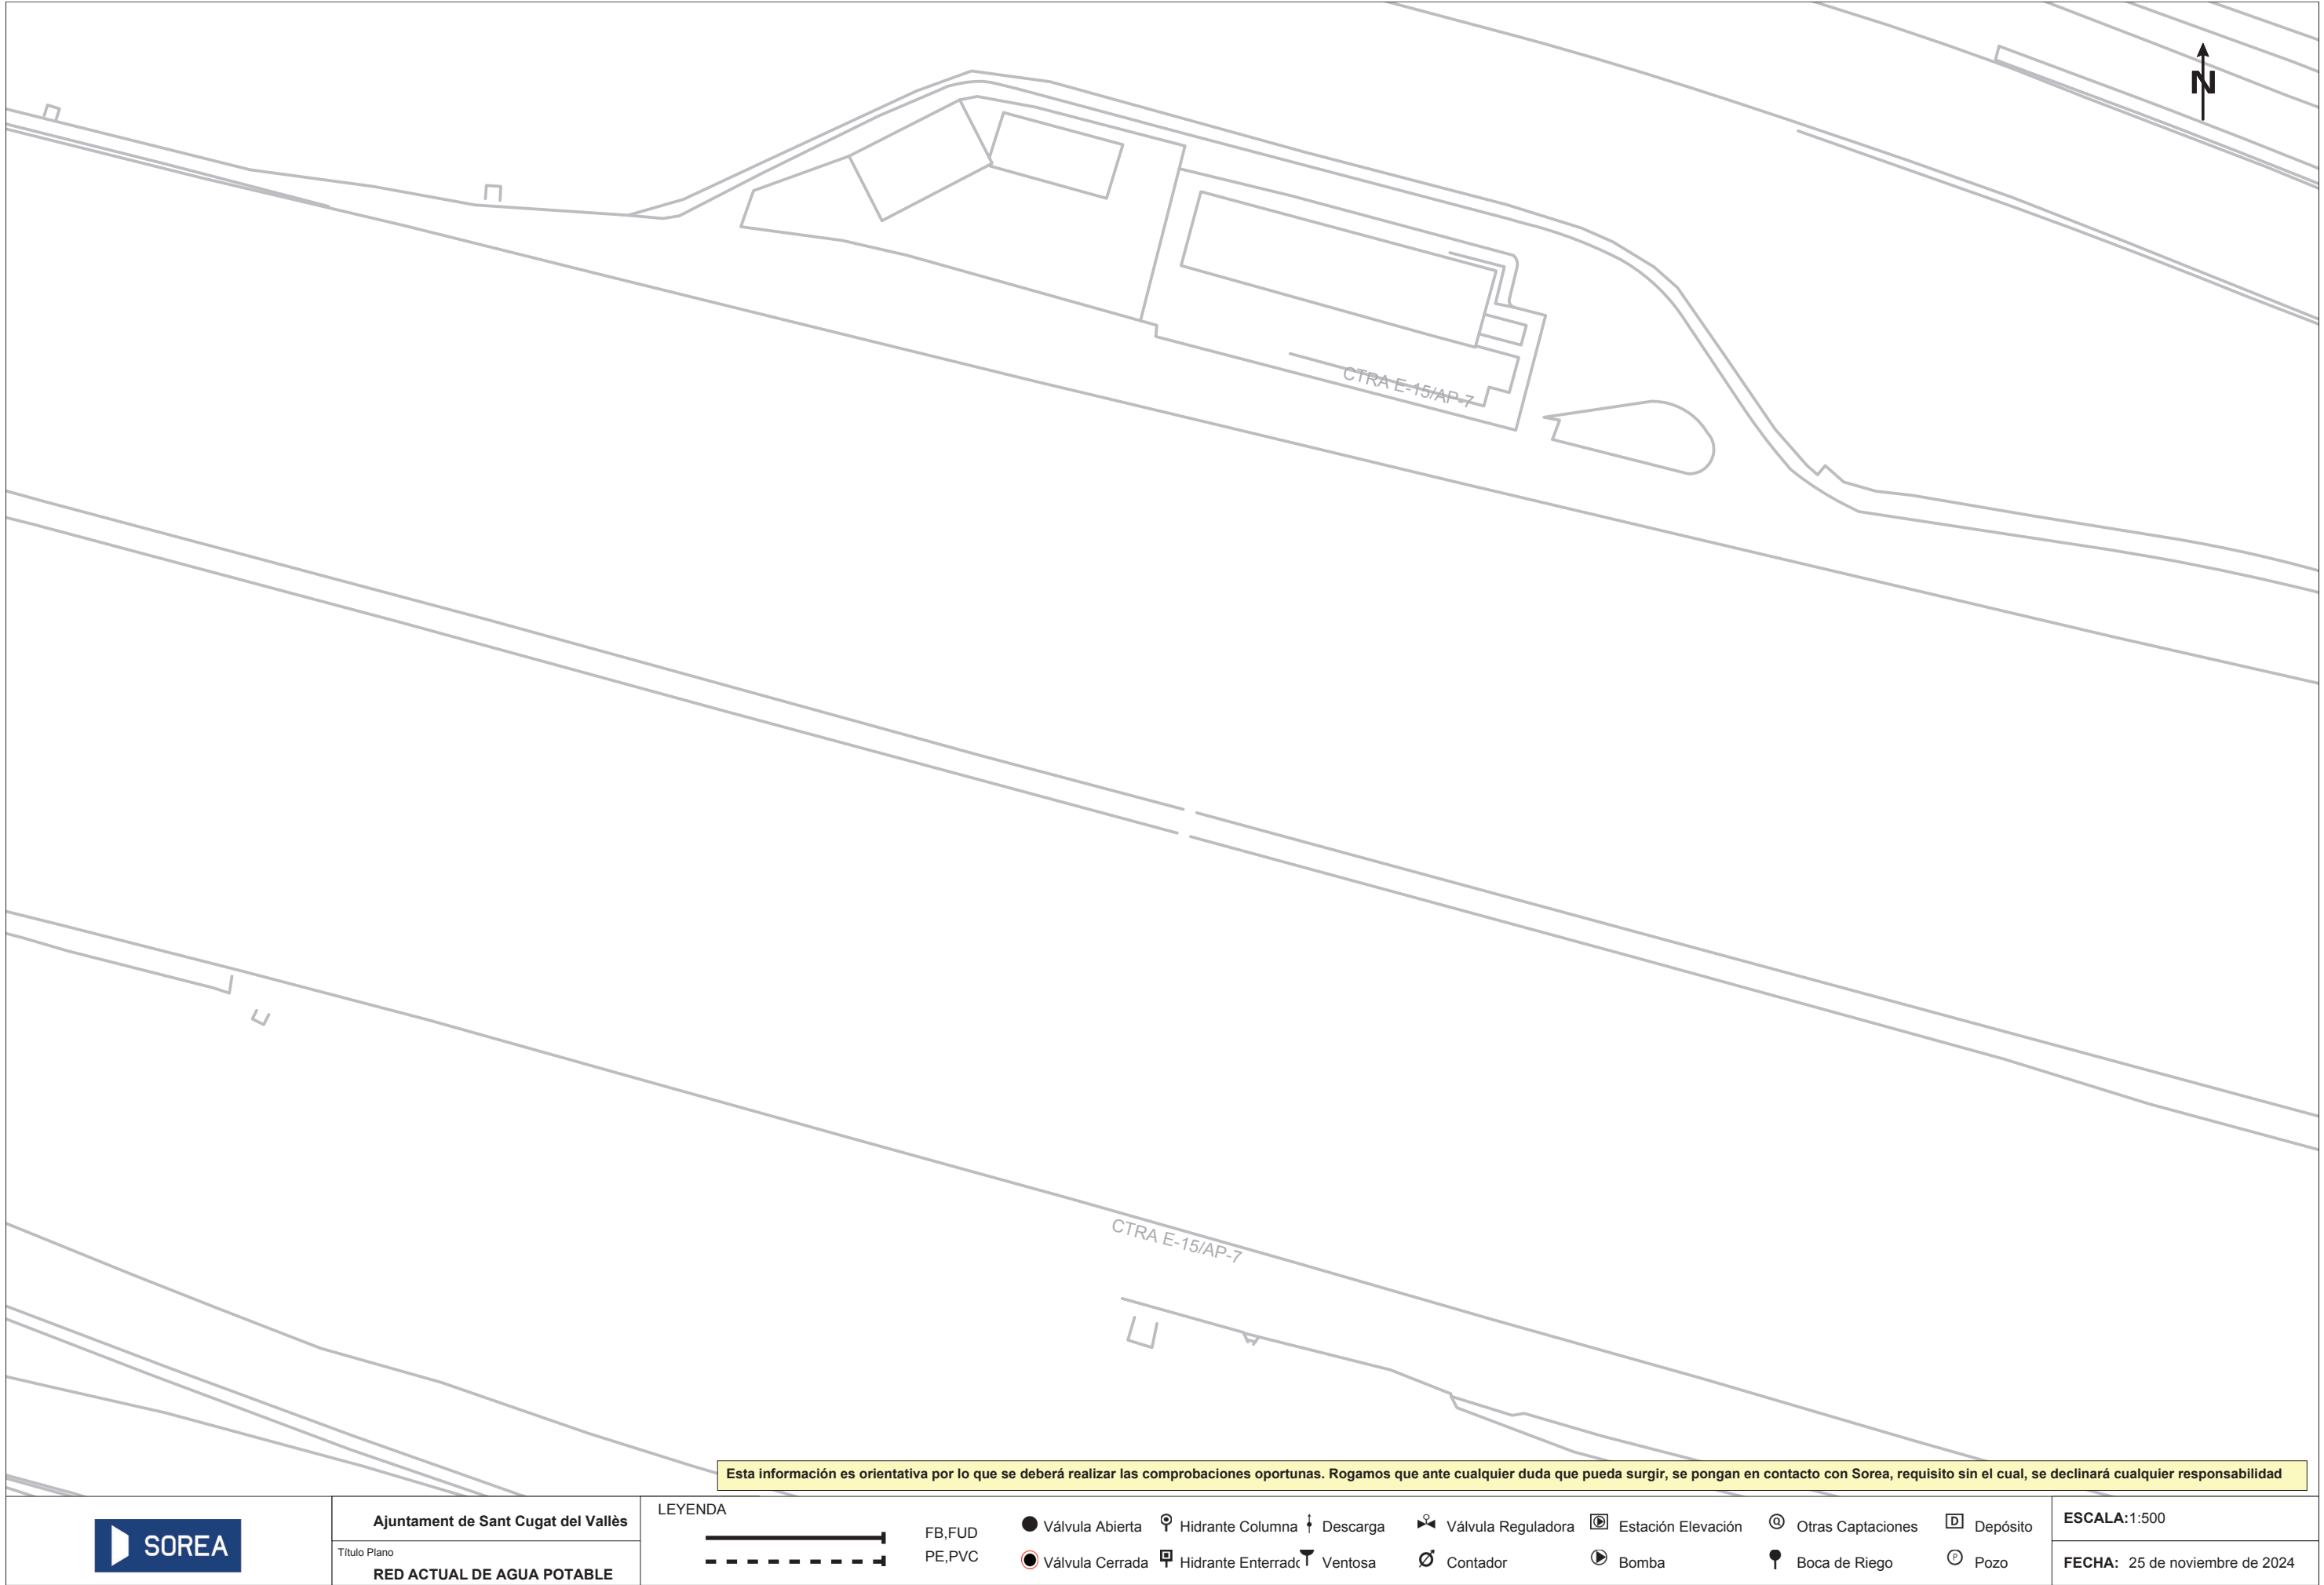 N
CTRA E-15/AP-7
CTRA E-15/AP-7
Esta información es orientativa por lo que se deberá realizar las comprobaciones oportunas. Rogamos que ante cualquier duda que pueda surgir, se pongan en contacto con Sorea, requisito sin el cual, se declinará cualquier responsabilidad
SOREA
Ajuntament de Sant Cugat del Vallès
Título Plano
RED ACTUAL DE AGUA POTABLE
LEYENDA
FB,FUD
PE,PVC
Válvula Abierta
Válvula Cerrada
Hidrante Columna
Hidrante Enterrado
Descarga
Ventosa
Válvula Reguladora
Contador
Estación Elevación
Bomba
Q Otras Captaciones
Boca de Riego
D Depósito
P Pozo
ESCALA:1:500
FECHA: 25 de noviembre de 2024